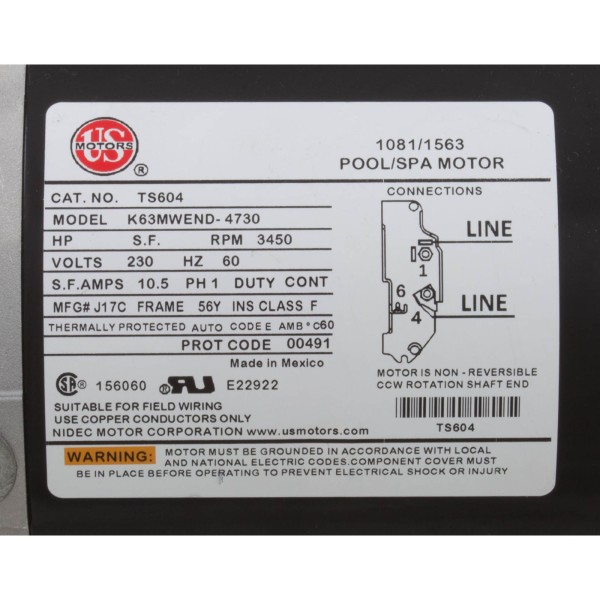 US
MOTORS
®
1081/1563
POOL/SPA MOTOR
CAT. NO. TS604
MODEL K63MWEND-4730
HP S.F. RPM 3450
VOLTS 230 HZ 60
S.F.AMPS 10.5 PH 1 DUTY CONT
MFG# J17C FRAME 56Y INS CLASS F
THERMALLY PROTECTED AUTO CODE E AMB°C60
PROT CODE 00491
Made in Mexico
156060 E22922
SUITABLE FOR FIELD WIRING
USE COPPER CONDUCTORS ONLY
NIDEC MOTOR CORPORATION www.usmotors.com
CONNECTIONS
LINE
1
6
LINE
4
MOTOR IS NON - REVERSIBLE
CCW ROTATION SHAFT END
TS604
WARNING: MOTOR MUST BE GROUNDED IN ACCORDANCE WITH LOCAL
AND NATIONAL ELECTRIC CODES.COMPONENT COVER MUST
BE IN PLACE BEFORE OPERATING TO PREVENT ELECTRICAL SHOCK OR INJURY